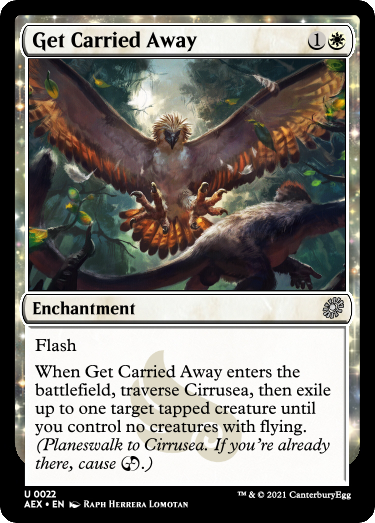 Get Carried Away 1
Enchantment
Flash
When Get Carried Away enters the
battlefield, traverse Cirrusea, then exile
up to one target tapped creature until
you control no creatures with flying.
(Planeswalk to Cirrusea. If you're already
there, cause .)
U 0022
AEX • EN Raph Herrera Lomotan
™ & © 2021 CanterburyEgg